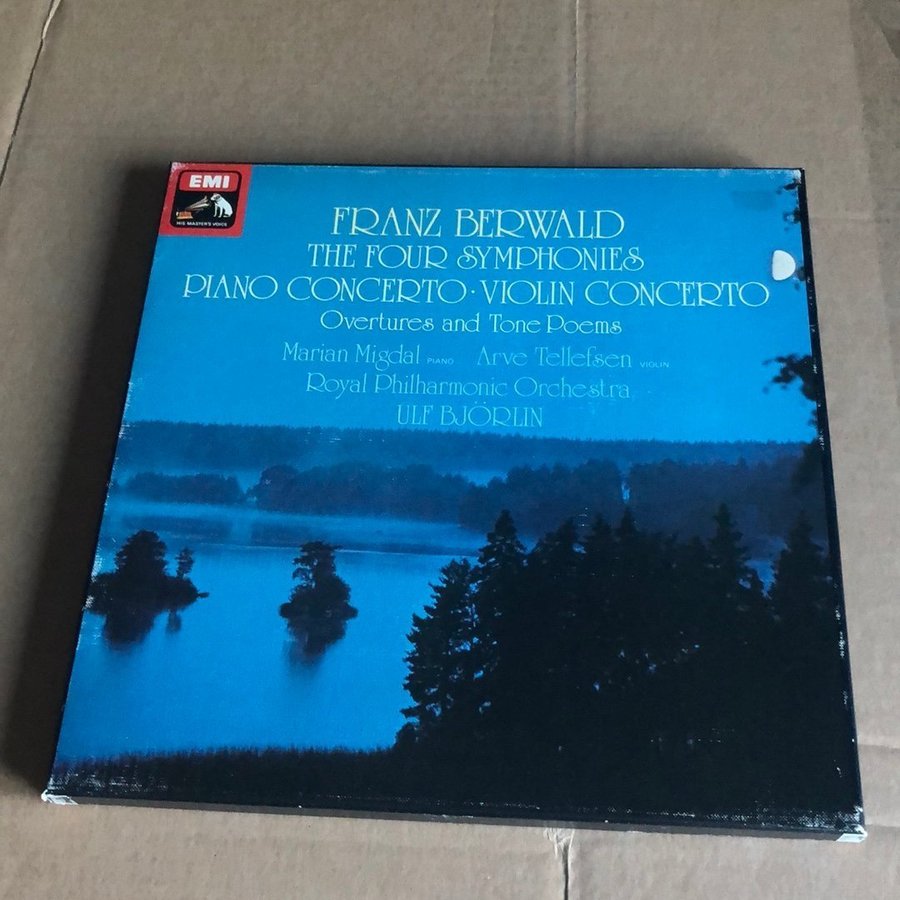 EMI
HIS MASTER'S VOICE
FRANZ BERWALD
THE FOUR SYMPHONIES
PIANO CONCERTO · VIOLIN CONCERTO
Overtures and Tone Poems
Marian Migdal PIANO Arve Tellefsen VIOLIN
Royal Philharmonic Orchestra
ULF BJÖRLIN